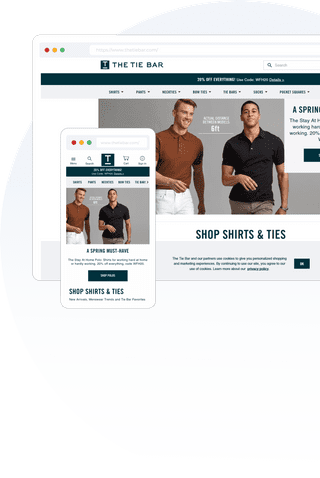 THE TIE BAR
Search
20% OFF EVERYTHING! Use Code: WFH20 Details >
SHIRTS
PANTS
NECKTIES
BOW TIES
TIE BARS
SOCKS
POCKET SQUARES
ACTUAL DISTANCE
BETWEEN MODELS:
6ft
A SPRING
The Stay At Home
working hard
working. 20%
SHOP SHIRTS & TIES
The Tie Bar and our partners use cookies to give you personalized shopping
and marketing experiences. By continuing to use our site, you agree to our
use of cookies. Learn more about our privacy policy.
OK
T
Menu
Search
Cart
Sign In
20% OFF EVERYTHING
SHIRTS
PANTS
NECKTIES
BOW TIES
TIE BARS
6ft
A SPRING MUST-HAVE
The Stay At Home Polo. Shirts for working hard at home
or hardly working. 20% off everything, code: WFH20
SHOP POLOS
SHOP SHIRTS & TIES
New Arrivals, Menswear Trends and Tie Bar Favorites